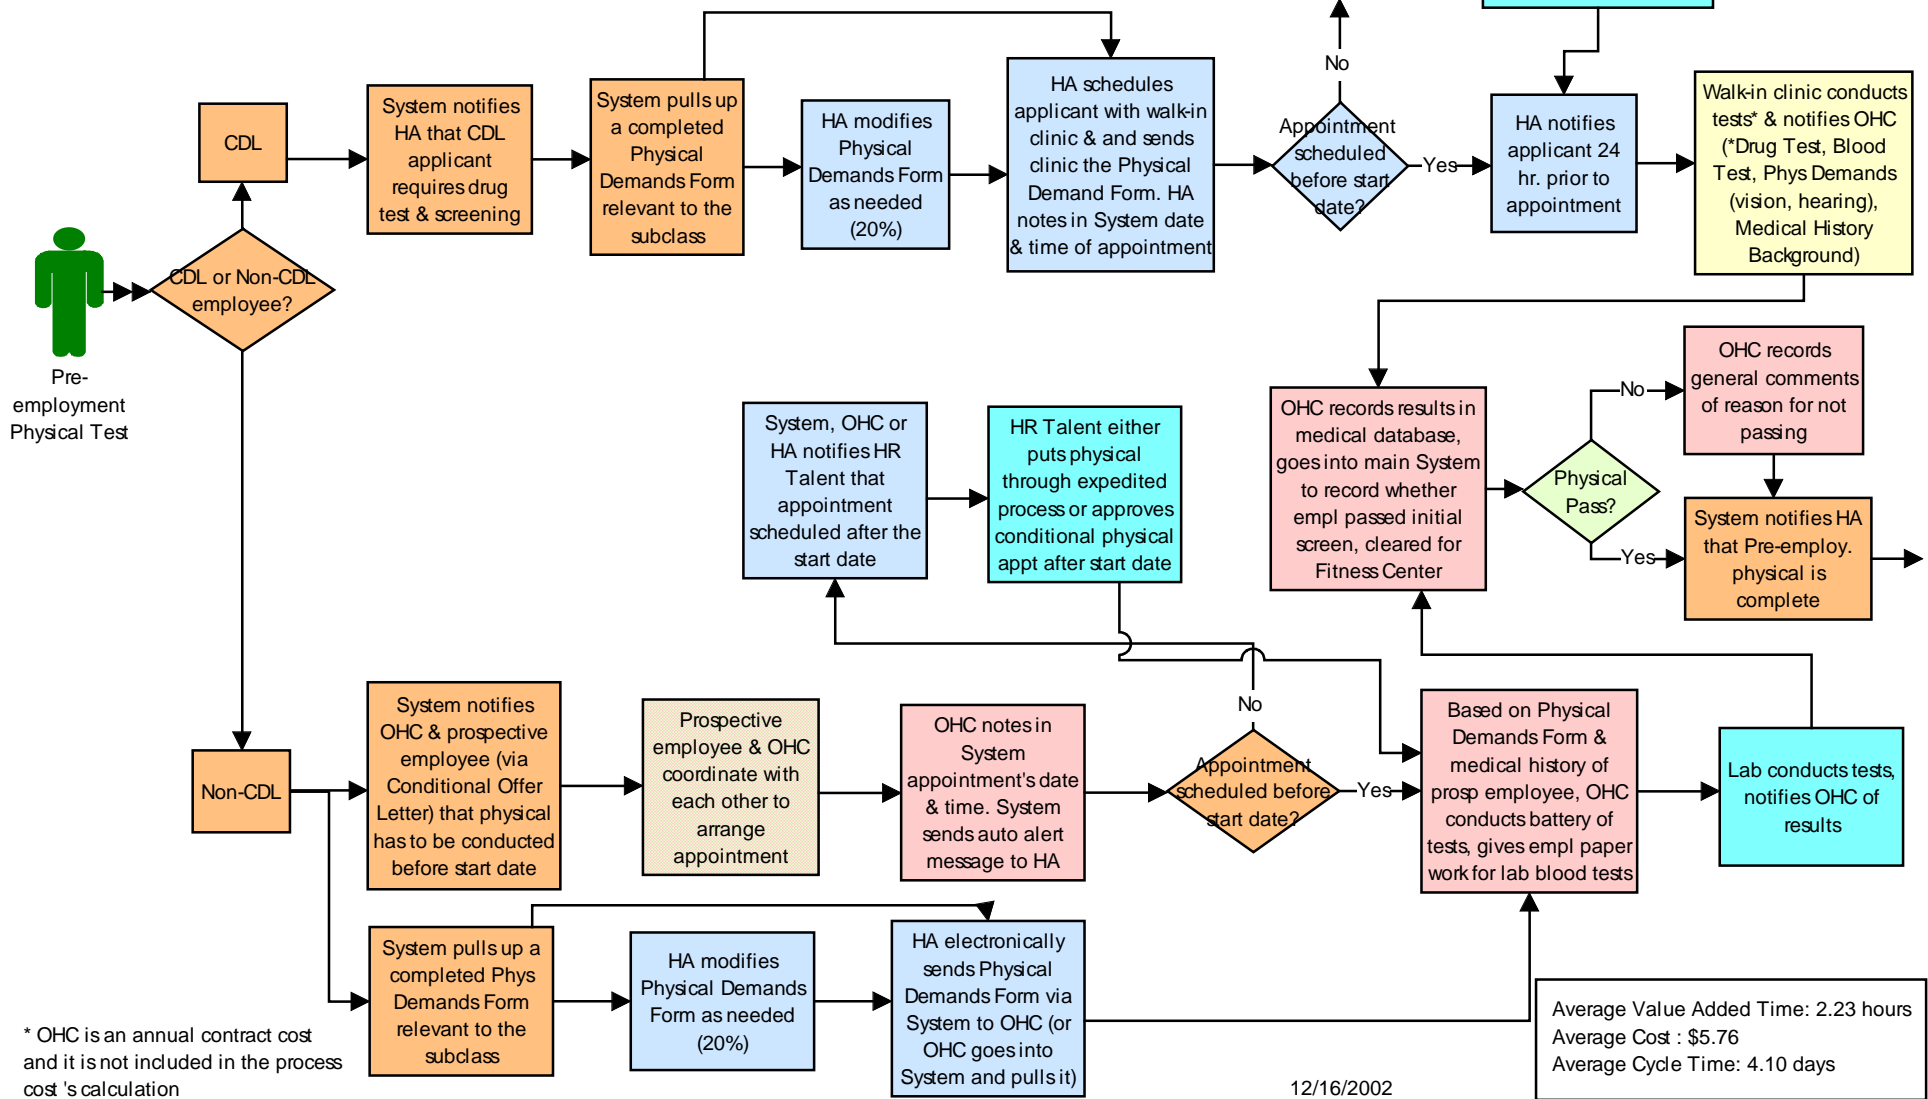 Pre-
employment
Physical Test
CDL or Non-CDL
employee?
CDL
System notifies
HA that CDL
applicant
requires drug
test & screening
System pulls up
a completed
Physical
Demands Form
relevant to the
subclass
HA modifies
Physical
Demands Form
as needed
(20%)
HA schedules
applicant with walk-in
clinic & and sends
clinic the Physical
Demand Form. HA
notes in System date
& time of appointment
Appointment
scheduled
before start
date?
No
Yes
HA notifies
applicant 24
hr. prior to
appointment
Walk-in clinic conducts
tests* & notifies OHC
(*Drug Test, Blood
Test, Phys Demands
(vision, hearing),
Medical History
Background)
System, OHC or
HA notifies HR
Talent that
appointment
scheduled after the
start date
HR Talent either
puts physical
through expedited
process or approves
conditional physical
appt after start date
OHC records results in
medical database,
goes into main System
to record whether
empl passed initial
screen, cleared for
Fitness Center
Physical
Pass?
No
Yes
OHC records
general comments
of reason for not
passing
System notifies HA
that Pre-employ.
physical is
complete
Non-CDL
System notifies
OHC & prospective
employee (via
Conditional Offer
Letter) that physical
has to be conducted
before start date
Prospective
employee & OHC
coordinate with
each other to
arrange
appointment
OHC notes in
System
appointment's date
& time. System
sends auto alert
message to HA
Appointment
scheduled before
start date?
No
Yes
Based on Physical
Demands Form &
medical history of
prosp employee, OHC
conducts battery of
tests, gives empl paper
work for lab blood tests
Lab conducts tests,
notifies OHC of
results
System pulls up a
completed Phys
Demands Form
relevant to the
subclass
HA modifies
Physical Demands
Form as needed
(20%)
HA electronically
sends Physical
Demands Form via
System to OHC (or
OHC goes into
System and pulls it)
* OHC is an annual contract cost
and it is not included in the process
cost 's calculation
12/16/2002
Average Value Added Time: 2.23 hours
Average Cost : $5.76
Average Cycle Time: 4.10 days